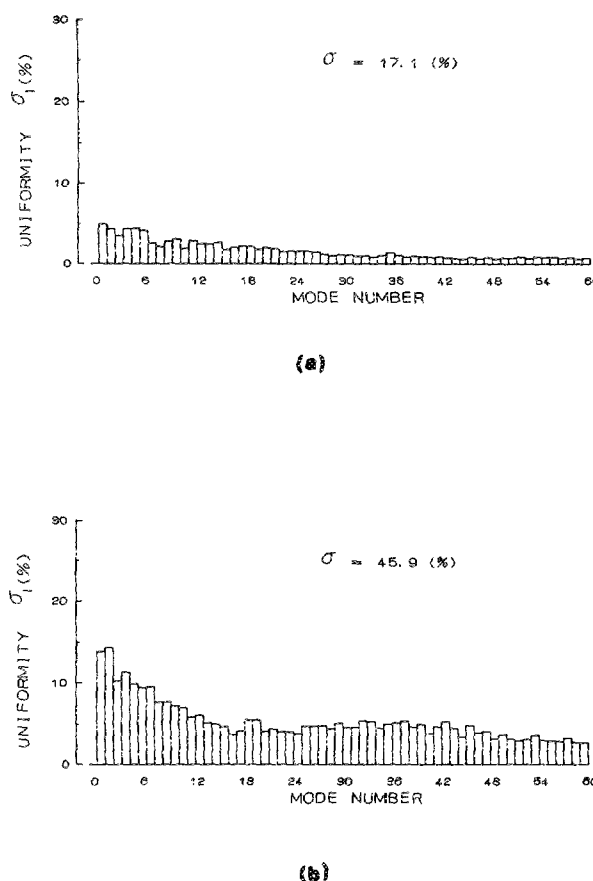 30
20
10
0
UNIFORMITY σ_l(%)
σ = 17.1 (%)
0 6 12 18 24 30 36 42 48 54 60
MODE NUMBER
(a)
30
20
10
0
UNIFORMITY σ_l(%)
σ = 45.9 (%)
0 6 12 18 24 30 36 42 48 54 60
MODE NUMBER
(b)